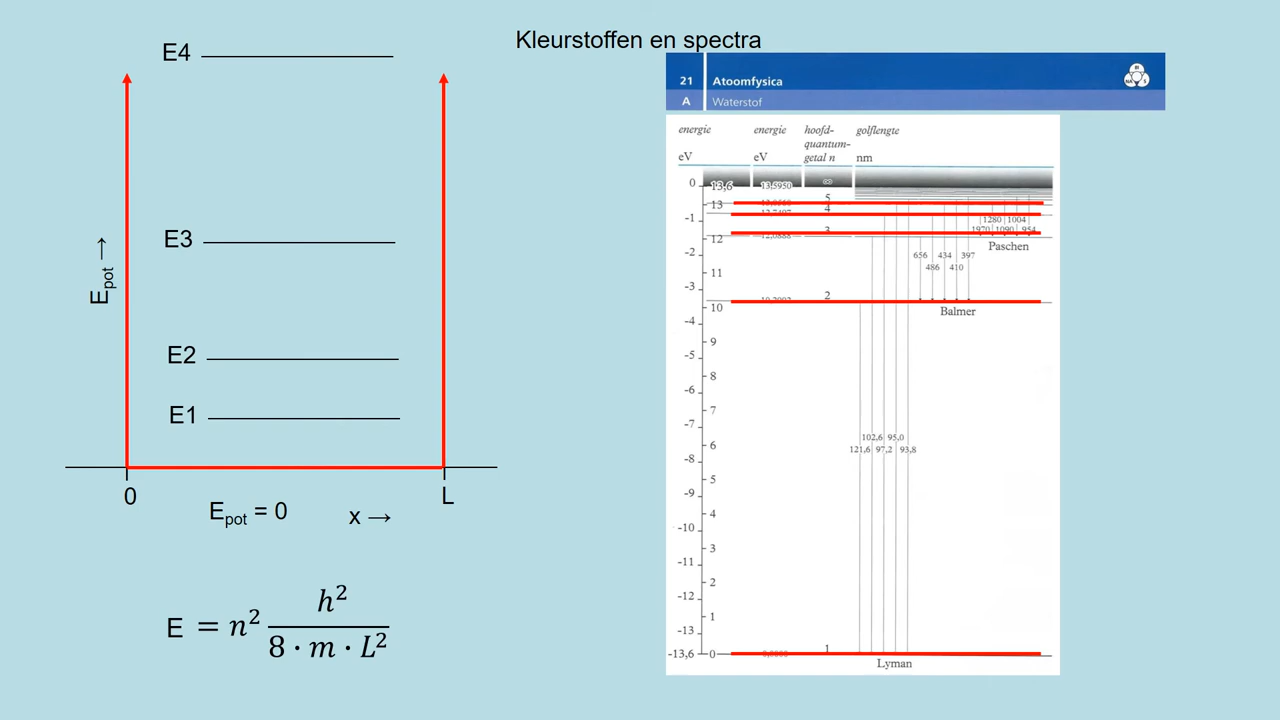 Kleurstoffen en spectra
E4
E3
E2
E1
Epot →
0
L
Epot = 0
x →
E = n² h² / 8 · m · L²
21 Atoomfysica
A Waterstof
energie energie hoofd- golflengte
quantum-
eV eV getal n nm
0 13,6 13,5950 ∞
5
13
4
-1
1280 1004
3
1970 1090 954
12
Paschen
-2
656 434 397
486 410
11
-3
2
10
Balmer
-4
9
-5
8
-6
7
-7
102,6 95,0
6
121,6 97,2 93,8
-8
5
-9
4
-10
3
-11
2
-12
1
-13
1
-13,6 0
Lyman